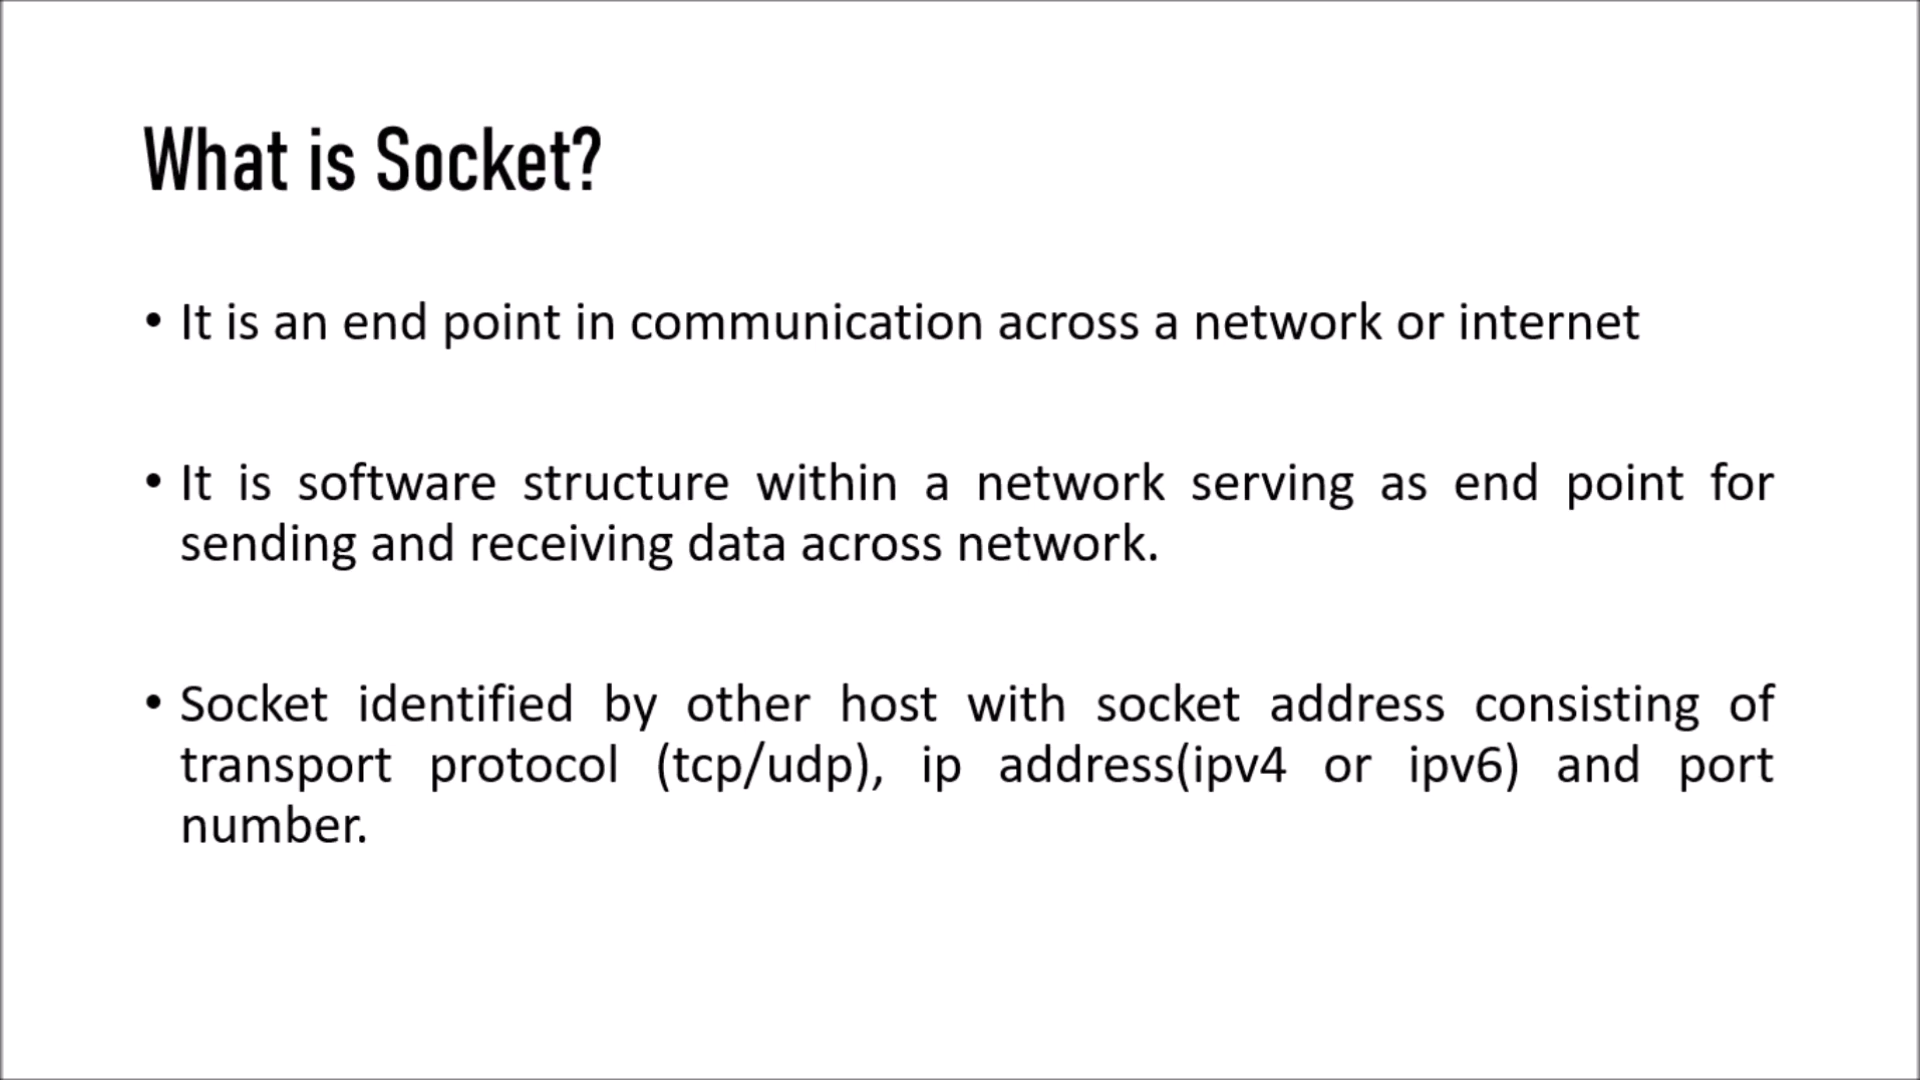 What is Socket?
• It is an end point in communication across a network or internet
• It is software structure within a network serving as end point for
sending and receiving data across network.
• Socket identified by other host with socket address consisting of
transport protocol (tcp/udp), ip address(ipv4 or ipv6) and port
number.